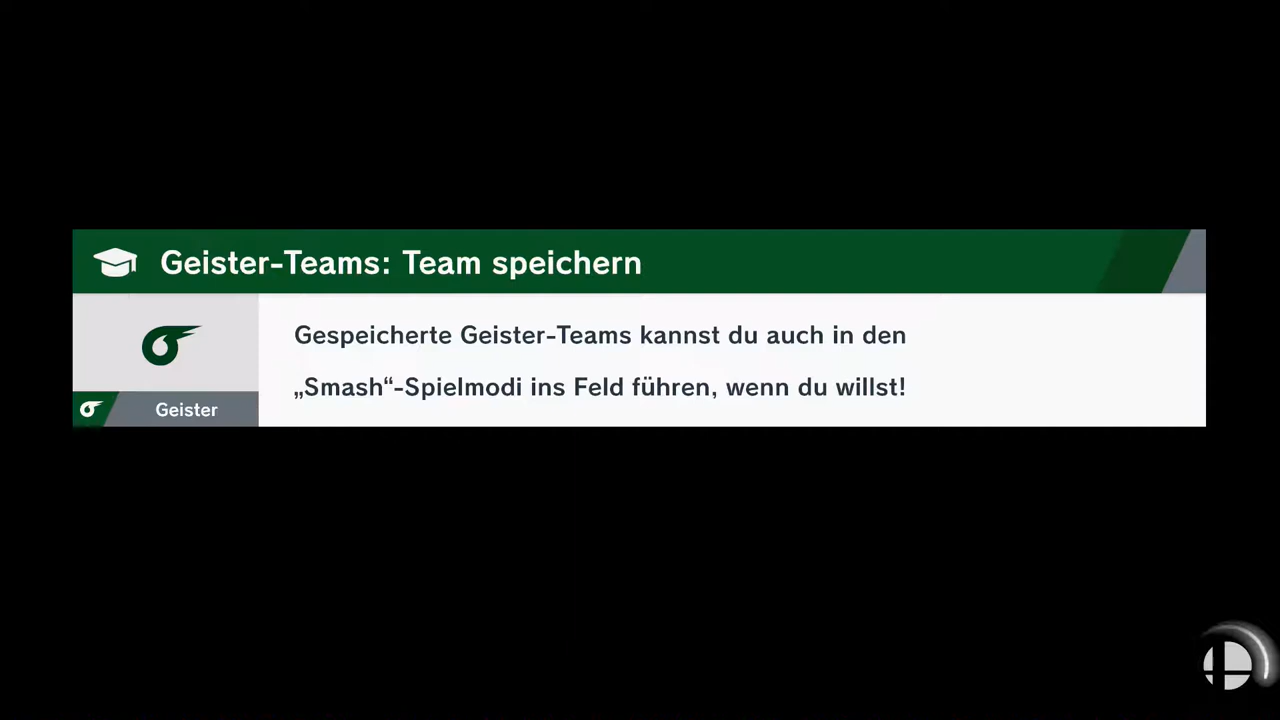 Geister-Teams: Team speichern
Gespeicherte Geister-Teams kannst du auch in den
„Smash“-Spielmodi ins Feld führen, wenn du willst!
Geister